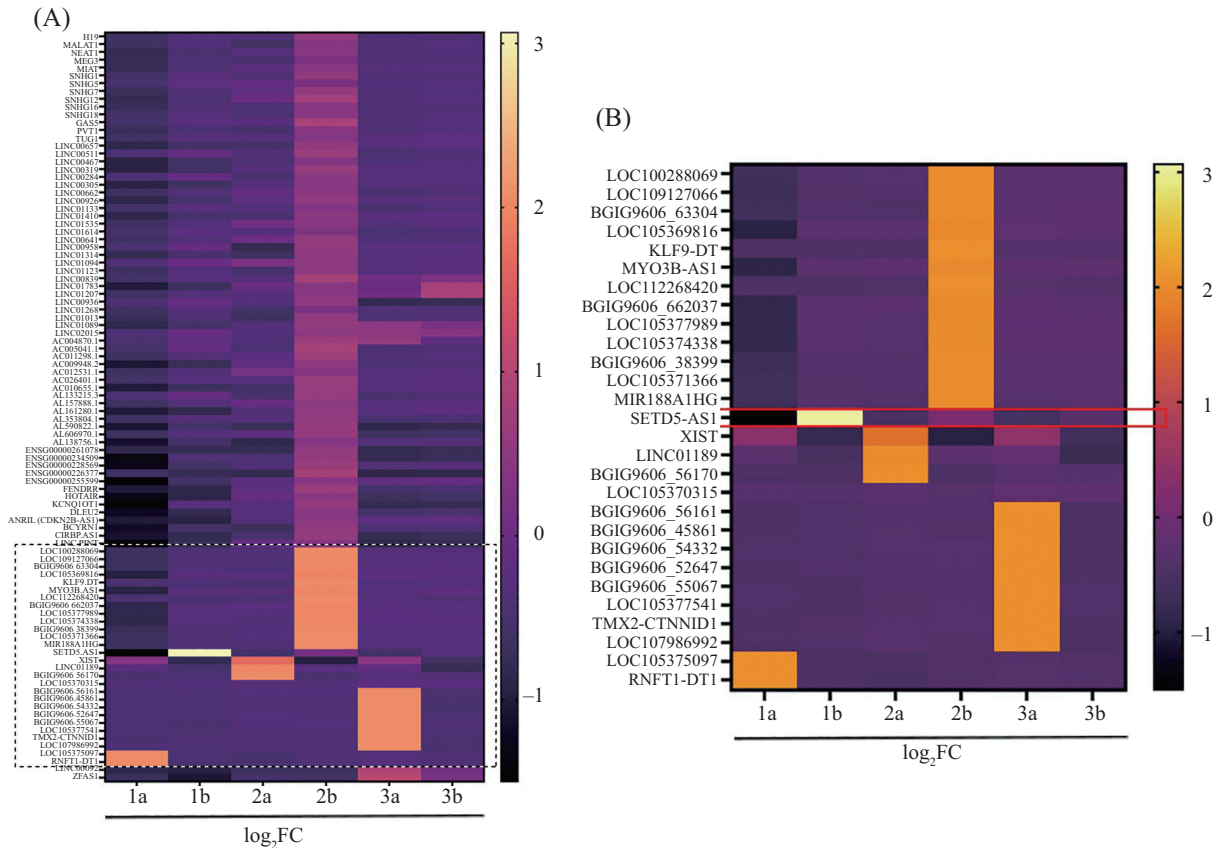 (A)
H19
MALAT1
NEAT1
MEG3
MIAT
SNHG1
SNHG5
SNHG7
SNHG12
SNHG16
SNHG18
GAS5
PVT1
TUG1
LINC00657
LINC00511
LINC00467
LINC00319
LINC00284
LINC00305
LINC00662
LINC00926
LINC01133
LINC01410
LINC01535
LINC01614
LINC00641
LINC00958
LINC01314
LINC01094
LINC01123
LINC00839
LINC01783
LINC01207
LINC00936
LINC01268
LINC01013
LINC01089
LINC02015
AC004870.1
AC005041.1
AC011298.1
AC009948.2
AC012531.1
AC026401.1
AC010655.1
AL133215.3
AL157888.1
AL161280.1
AL353804.1
AL590822.1
AL606970.1
AL138756.1
ENSG00000261078
ENSG00000234509
ENSG00000228569
ENSG00000226377
ENSG00000255599
FENDRR
HOTAIR
KCNQ1OT1
DLEU2
ANRIL (CDKN2B-AS1)
BCYRN1
CIRBP.AS1
LINC.PINT
LOC100288069
LOC109127066
BGIG9606 63304
LOC105369816
KLF9.DT
MYO3B.AS1
LOC112268420
BGIG9606 662037
LOC105377989
LOC105374338
BGIG9606 38399
LOC105371366
MIR188A1HG
SETD5.AS1
XIST
LINC01189
BGIG9606 56170
LOC105370315
BGIG9606-56161
BGIG9606-45861
BGIG9606.54332
BGIG9606-52647
BGIG9606-55067
LOC105377541
TMX2-CTNNID1
LOC107986992
LOC105375097
RNFT1-DT1
LINC00092
ZFAS1
1a 1b 2a 2b 3a 3b
log2FC
3
2
1
0
−1
(B)
LOC100288069
LOC109127066
BGIG9606_63304
LOC105369816
KLF9-DT
MYO3B-AS1
LOC112268420
BGIG9606_662037
LOC105377989
LOC105374338
BGIG9606_38399
LOC105371366
MIR188A1HG
SETD5-AS1
XIST
LINC01189
BGIG9606_56170
LOC105370315
BGIG9606_56161
BGIG9606_45861
BGIG9606_54332
BGIG9606_52647
BGIG9606_55067
LOC105377541
TMX2-CTNNID1
LOC107986992
LOC105375097
RNFT1-DT1
1a 1b 2a 2b 3a 3b
log2FC
3
2
1
0
−1